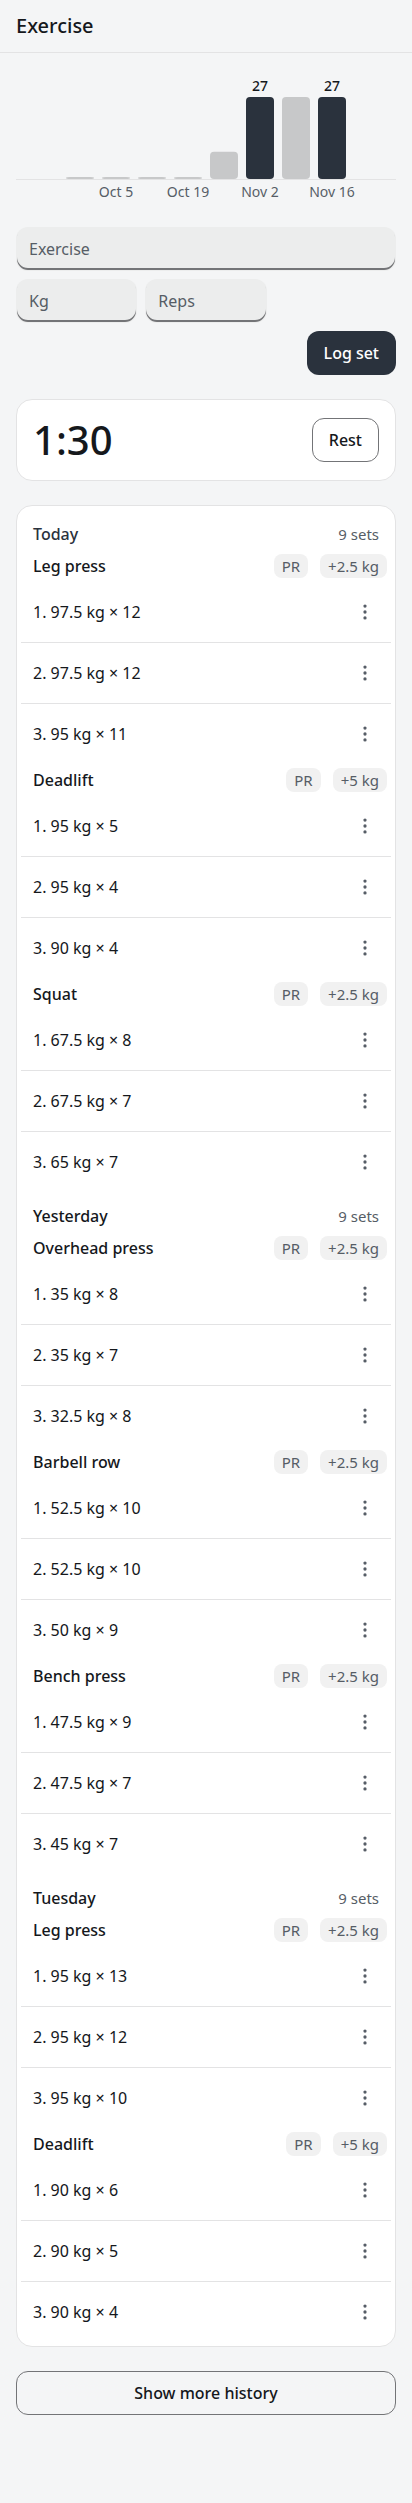 Exercise
27 27
Oct 5 Oct 19 Nov 2 Nov 16
Exercise
Kg Reps
Log set
1:30 Rest
Today 9 sets
Leg press PR +2.5 kg
1. 97.5 kg × 12
2. 97.5 kg × 12
3. 95 kg × 11
Deadlift PR +5 kg
1. 95 kg × 5
2. 95 kg × 4
3. 90 kg × 4
Squat PR +2.5 kg
1. 67.5 kg × 8
2. 67.5 kg × 7
3. 65 kg × 7
Yesterday 9 sets
Overhead press PR +2.5 kg
1. 35 kg × 8
2. 35 kg × 7
3. 32.5 kg × 8
Barbell row PR +2.5 kg
1. 52.5 kg × 10
2. 52.5 kg × 10
3. 50 kg × 9
Bench press PR +2.5 kg
1. 47.5 kg × 9
2. 47.5 kg × 7
3. 45 kg × 7
Tuesday 9 sets
Leg press PR +2.5 kg
1. 95 kg × 13
2. 95 kg × 12
3. 95 kg × 10
Deadlift PR +5 kg
1. 90 kg × 6
2. 90 kg × 5
3. 90 kg × 4
Show more history